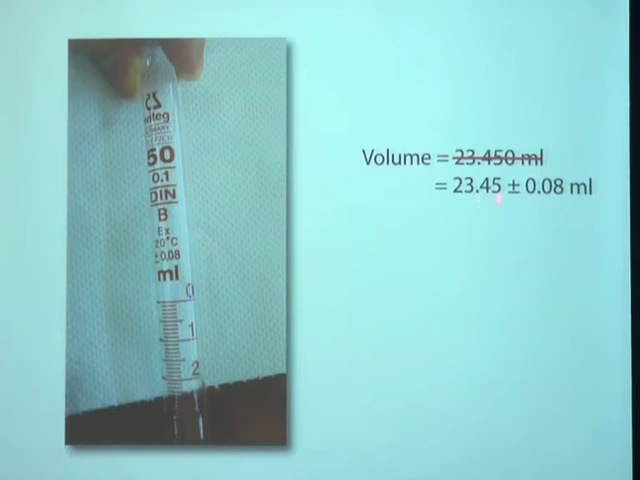 50
0.1
DIN
B
Ex
20°C
±0,08
ml
0
1
2
Volume = 23.450 ml
= 23.45 ± 0.08 ml